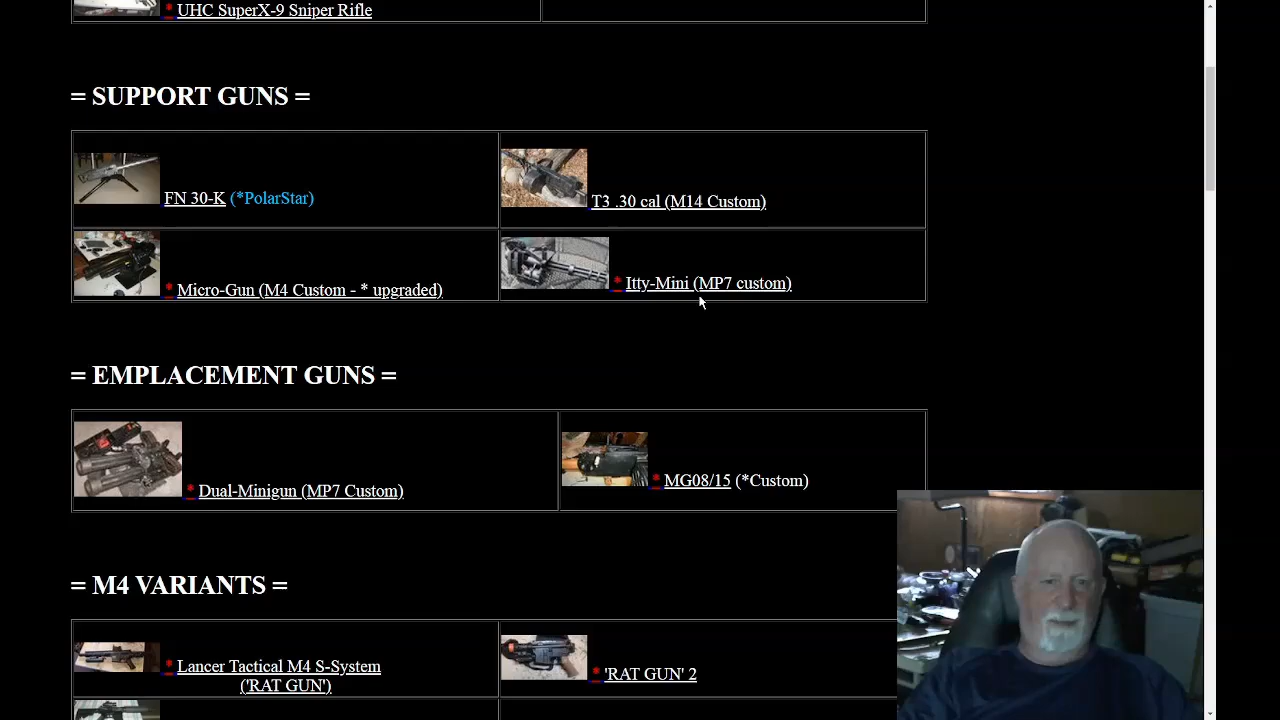 * UHC SuperX-9 Sniper Rifle
= SUPPORT GUNS =
FN 30-K (*PolarStar)
T3 .30 cal (M14 Custom)
* Micro-Gun (M4 Custom - * upgraded)
* Itty-Mini (MP7 custom)
= EMPLACEMENT GUNS =
* Dual-Minigun (MP7 Custom)
* MG08/15 (*Custom)
= M4 VARIANTS =
* Lancer Tactical M4 S-System
('RAT GUN')
* 'RAT GUN' 2